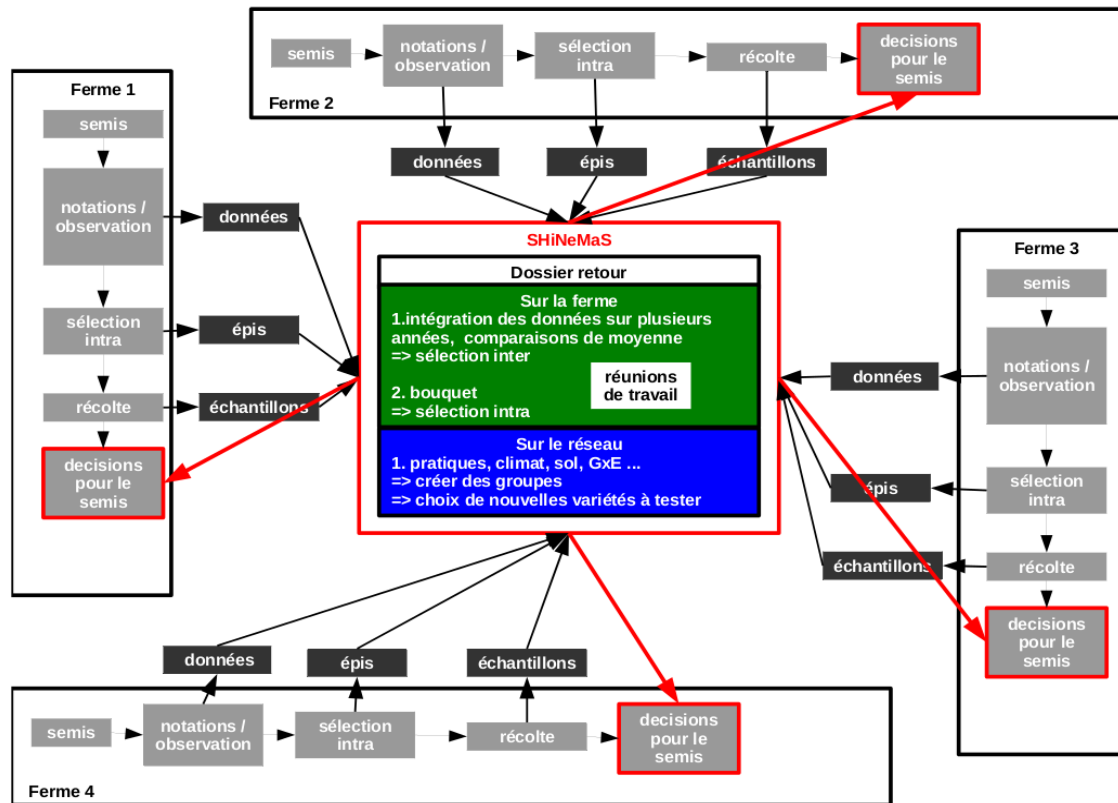 semis
notations /
observation
sélection
intra
récolte
decisions
pour le
semis
Ferme 2
données
épis
échantillons
Ferme 1
semis
notations /
observation
données
sélection
intra
épis
récolte
échantillons
decisions
pour le
semis
SHiNeMaS
Dossier retour
Sur la ferme
1.intégration des données sur plusieurs
années, comparaisons de moyenne
=> sélection inter
2. bouquet
=> sélection intra
réunions
de travail
Sur le réseau
1. pratiques, climat, sol, GxE ...
=> créer des groupes
=> choix de nouvelles variétés à tester
Ferme 3
semis
notations /
observation
données
sélection
intra
épis
récolte
échantillons
decisions
pour le
semis
données
épis
échantillons
semis
notations /
observation
sélection
intra
récolte
decisions
pour le
semis
Ferme 4